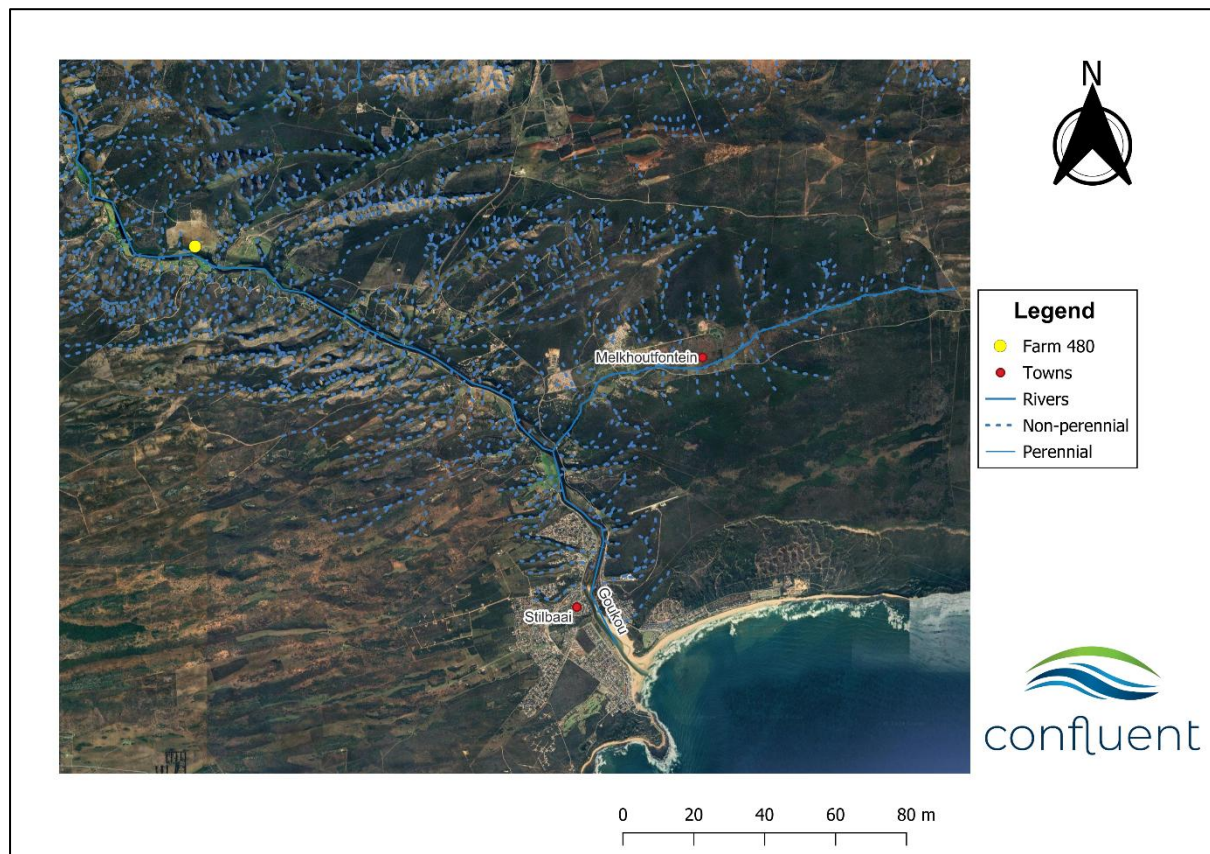 N
Legend
Farm 480
Towns
Rivers
Non-perennial
Perennial
Melkhoutfontein
Stilbaai
Goukou
confluent
0 20 40 60 80 m